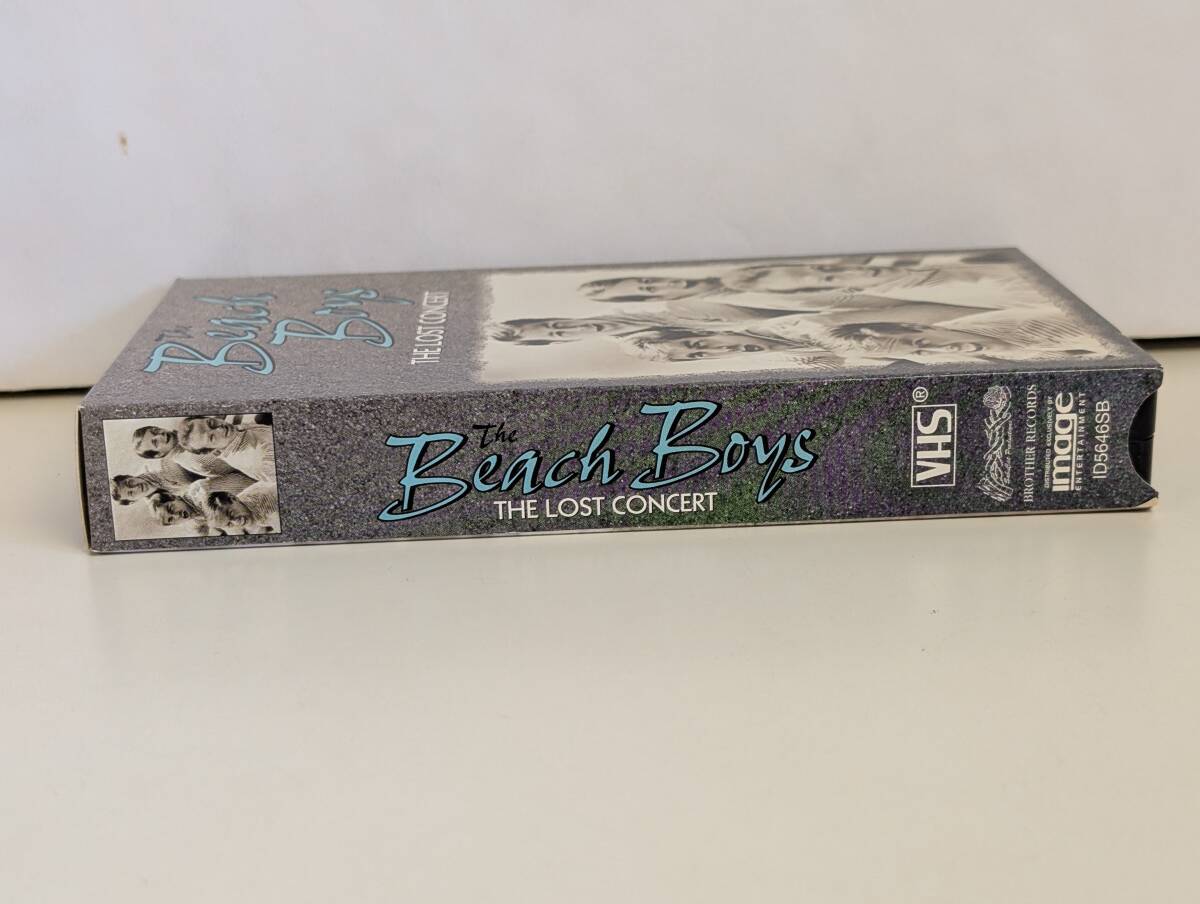 The
Beach
Boys
THE LOST CONCERT
The
Beach Boys
THE LOST CONCERT
VHS®
BROTHER RECORDS
DISTRIBUTED EXCLUSIVELY BY
image
ENTERTAINMENT
ID5646SB